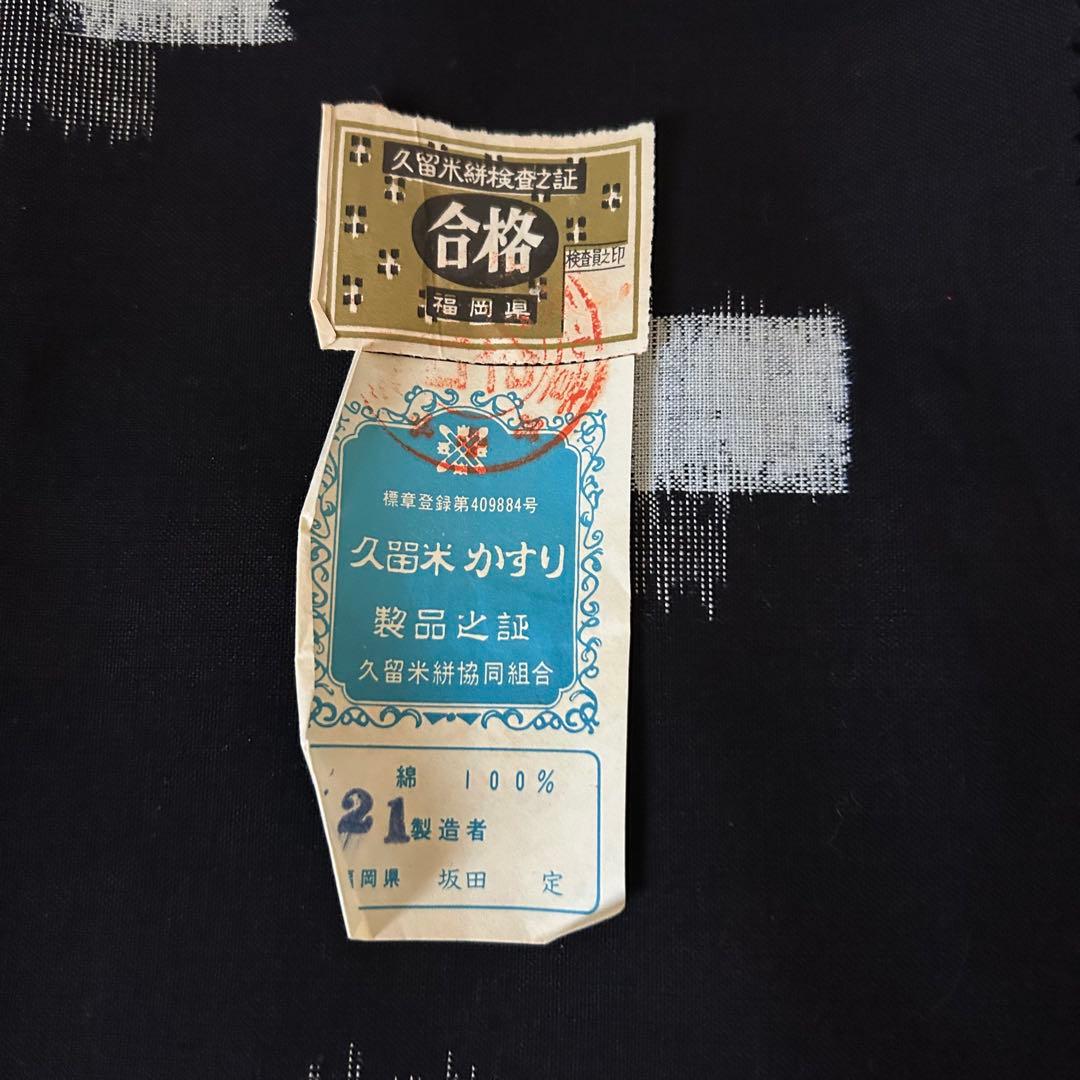 久留米絣検査之証
合格
検査員之印
福岡県
標章登録第409884号
久留米かすり
製品之証
久留米絣協同組合
綿 100%
21
製造者
岡県 坂田 定